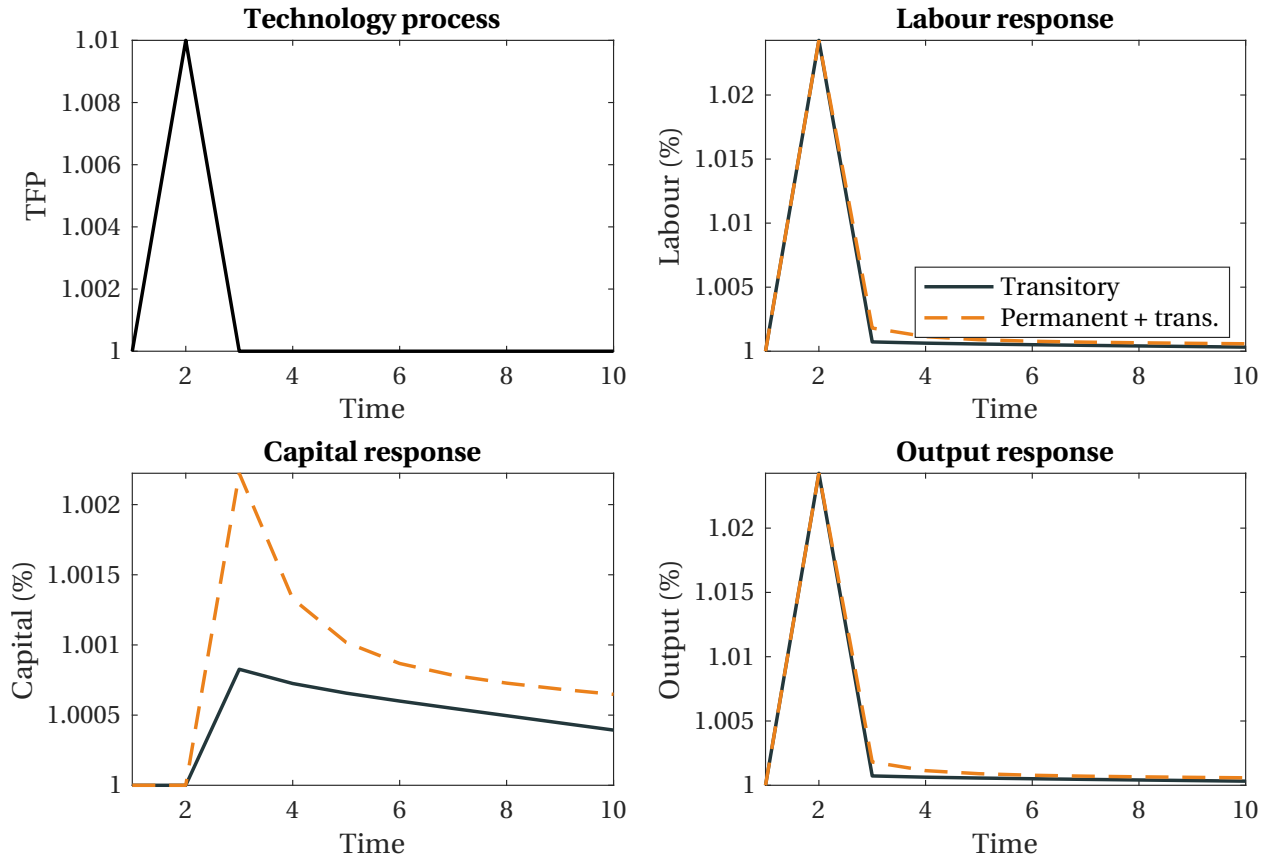 Technology process
1.01
1.008
1.006
1.004
1.002
1
TFP
2
4
6
8
10
Time
Labour response
1.02
1.015
1.01
1.005
1
Labour (%)
Transitory
Permanent + trans.
2
4
6
8
10
Time
Capital response
1.002
1.0015
1.001
1.0005
1
Capital (%)
2
4
6
8
10
Time
Output response
1.02
1.015
1.01
1.005
1
Output (%)
2
4
6
8
10
Time